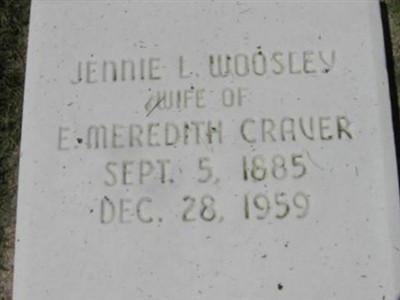 JENNIE L. WOOSLEY
WIFE OF
E. MEREDITH CRAVER
SEPT. 5, 1885
DEC. 28, 1959